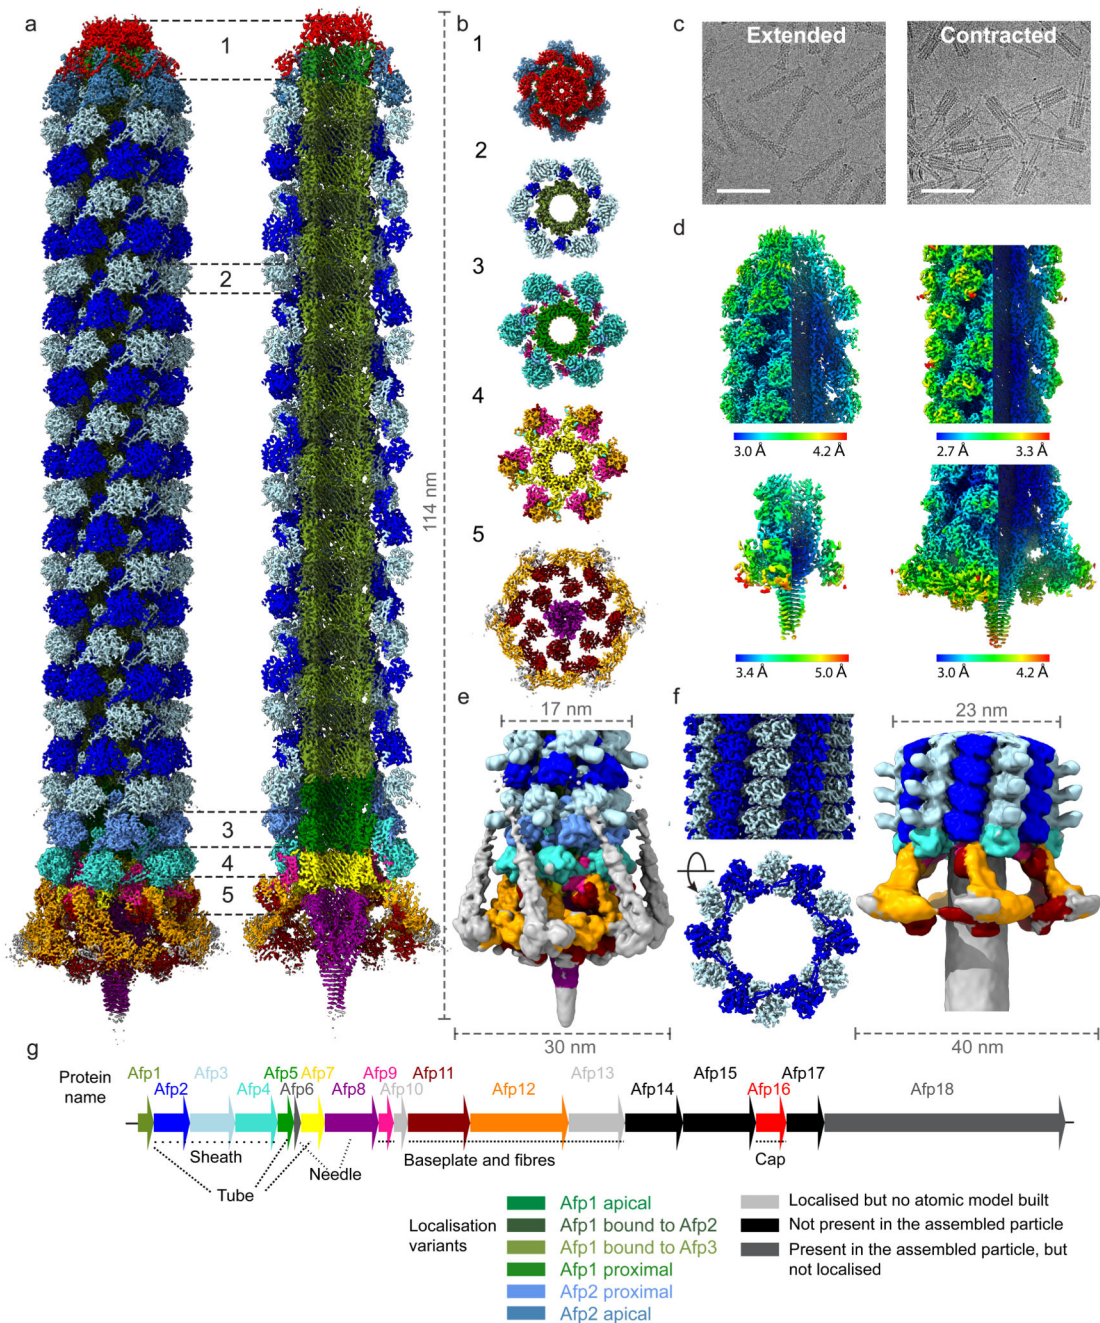 a
1
2
3
4
5
114 nm
b
1
2
3
4
5
c
Extended
Contracted
d
3.0 Å 4.2 Å
2.7 Å 3.3 Å
3.4 Å 5.0 Å
3.0 Å 4.2 Å
e
17 nm
30 nm
f
23 nm
40 nm
g
Protein name
Afp1 Afp3 Afp5 Afp7 Afp9 Afp11 Afp13 Afp15 Afp17
Afp2 Afp4 Afp6 Afp8 Afp10 Afp12 Afp14 Afp16 Afp18
Sheath
Tube
Needle
Baseplate and fibres
Cap
Localisation
variants
Afp1 apical
Afp1 bound to Afp2
Afp1 bound to Afp3
Afp1 proximal
Afp2 proximal
Afp2 apical
Localised but no atomic model built
Not present in the assembled particle
Present in the assembled particle, but
not localised